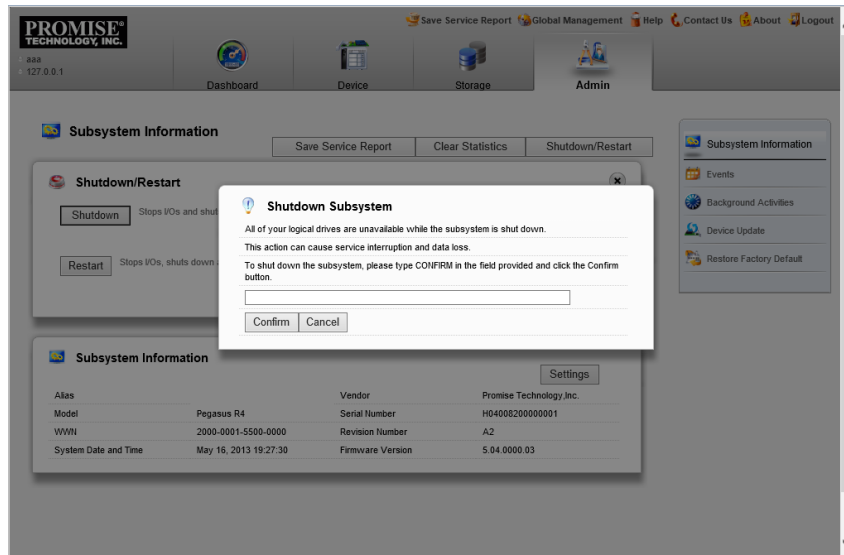 PROMISE®
TECHNOLOGY, INC.
Save Service Report Global Management Help Contact Us About Logout
aaa
127.0.0.1
Dashboard Device Storage Admin
Subsystem Information
Save Service Report Clear Statistics Shutdown/Restart
Shutdown/Restart
Shutdown Stops I/Os and shut
Restart Stops I/Os, shuts down
Shutdown Subsystem
All of your logical drives are unavailable while the subsystem is shut down.
This action can cause service interruption and data loss.
To shut down the subsystem, please type CONFIRM in the field provided and click the Confirm
button.
Confirm Cancel
Subsystem Information
Settings
Alias Vendor Promise Technology,Inc.
Model Pegasus R4 Serial Number H04008200000001
WWN 2000-0001-5500-0000 Revision Number A2
System Date and Time May 16, 2013 19:27:30 Firmware Version 5.04.0000.03
Subsystem Information
Events
Background Activities
Device Update
Restore Factory Default